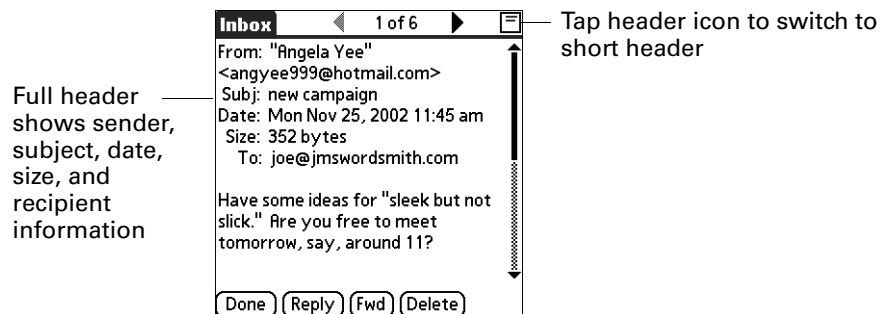 Inbox 1 of 6
From: "Angela Yee"
<angyee999@hotmail.com>
Subj: new campaign
Date: Mon Nov 25, 2002 11:45 am
Size: 352 bytes
To: joe@jmswordsmith.com
Have some ideas for "sleek but not
slick." Are you free to meet
tomorrow, say, around 11?
Done Reply Fwd Delete
Tap header icon to switch to
short header
Full header
shows sender,
subject, date,
size, and
recipient
information